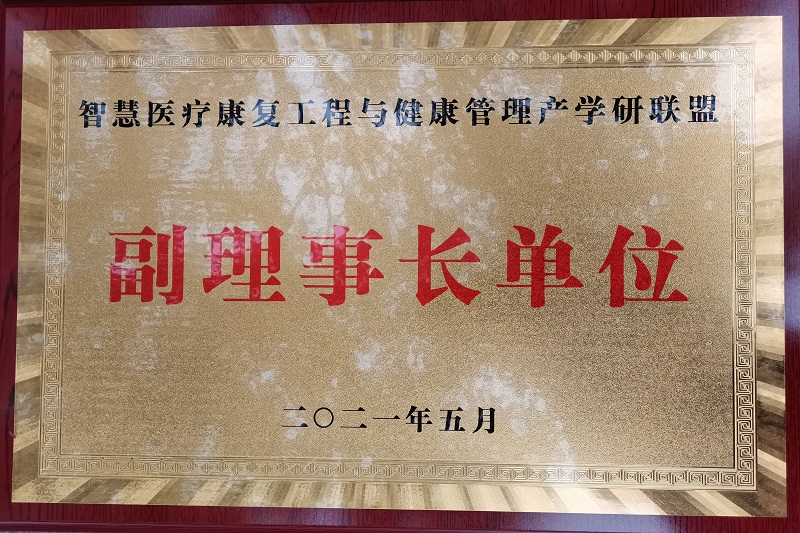 智慧医疗康复工程与健康管理产学研联盟
副理事长单位
二〇二一年五月